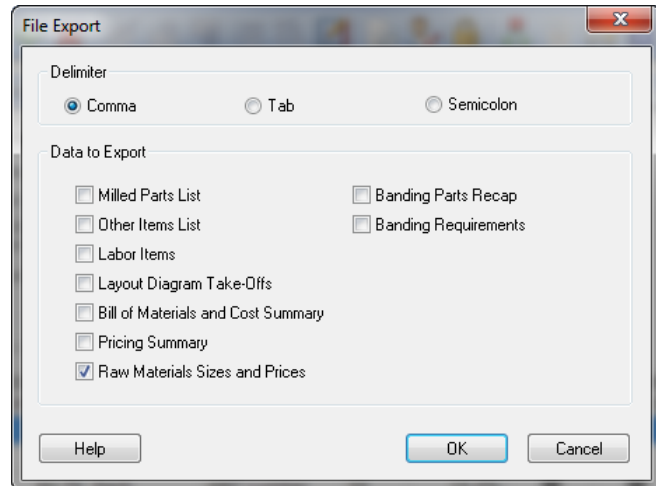 File Export
Delimiter
Comma Tab Semicolon
Data to Export
Milled Parts List Banding Parts Recap
Other Items List Banding Requirements
Labor Items
Layout Diagram Take-Offs
Bill of Materials and Cost Summary
Pricing Summary
Raw Materials Sizes and Prices
Help OK Cancel